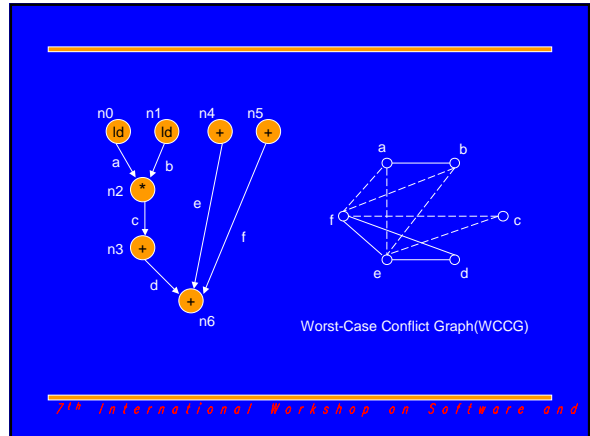 n0 n1 n4 n5
ld ld + +
a b
n2 *
e
c
f
n3 +
d
+
n6
a b
f c
e d
Worst-Case Conflict Graph(WCCG)
7th International Workshop on Software and